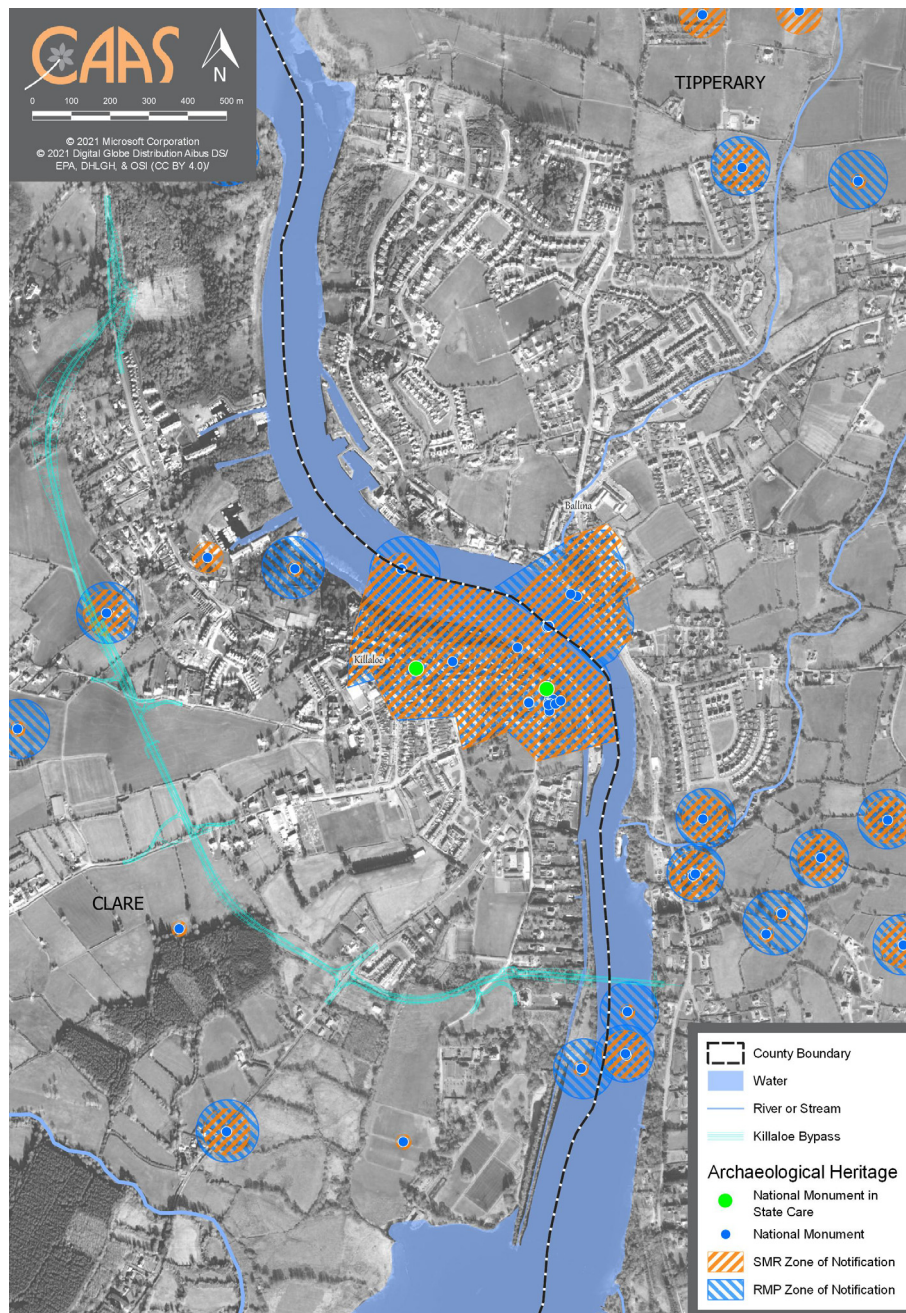 CAAS
N
0 100 200 300 400 500 m
© 2021 Microsoft Corporation
© 2021 Digital Globe Distribution Aibus DS/
EPA, DHLGH, & OSI (CC BY 4.0)/
TIPPERARY
Ballina
Killaloe
CLARE
County Boundary
Water
River or Stream
Killaloe Bypass
Archaeological Heritage
National Monument in
State Care
National Monument
SMR Zone of Notification
RMP Zone of Notification